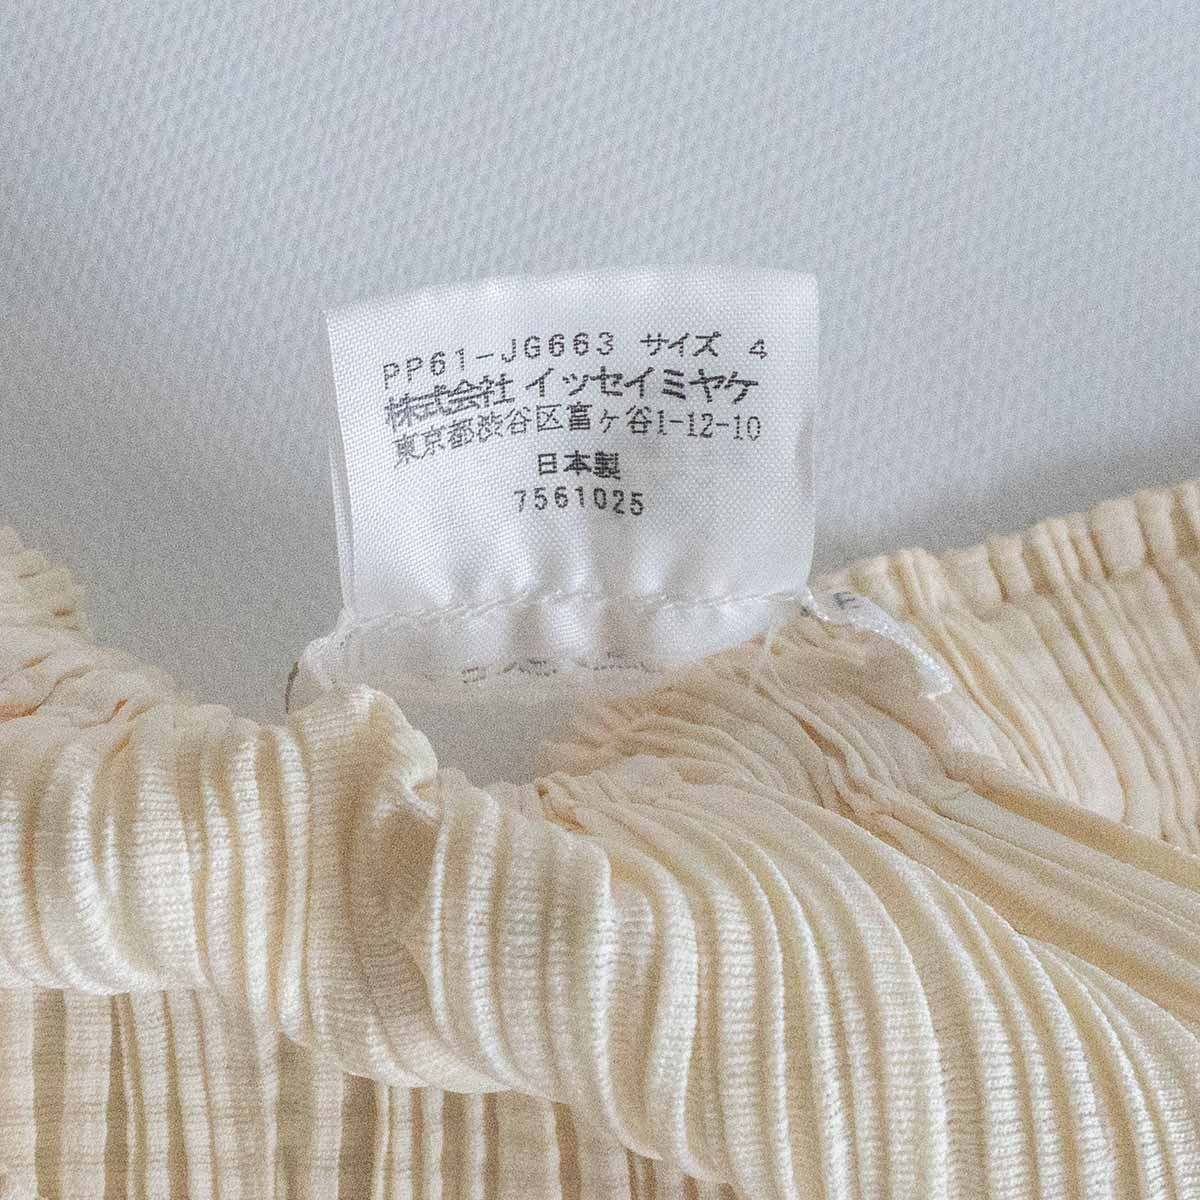 PP61-JG663 サイズ 4
株式会社 イッセイミヤケ
東京都渋谷区富ヶ谷1-12-10
日本製
7561025